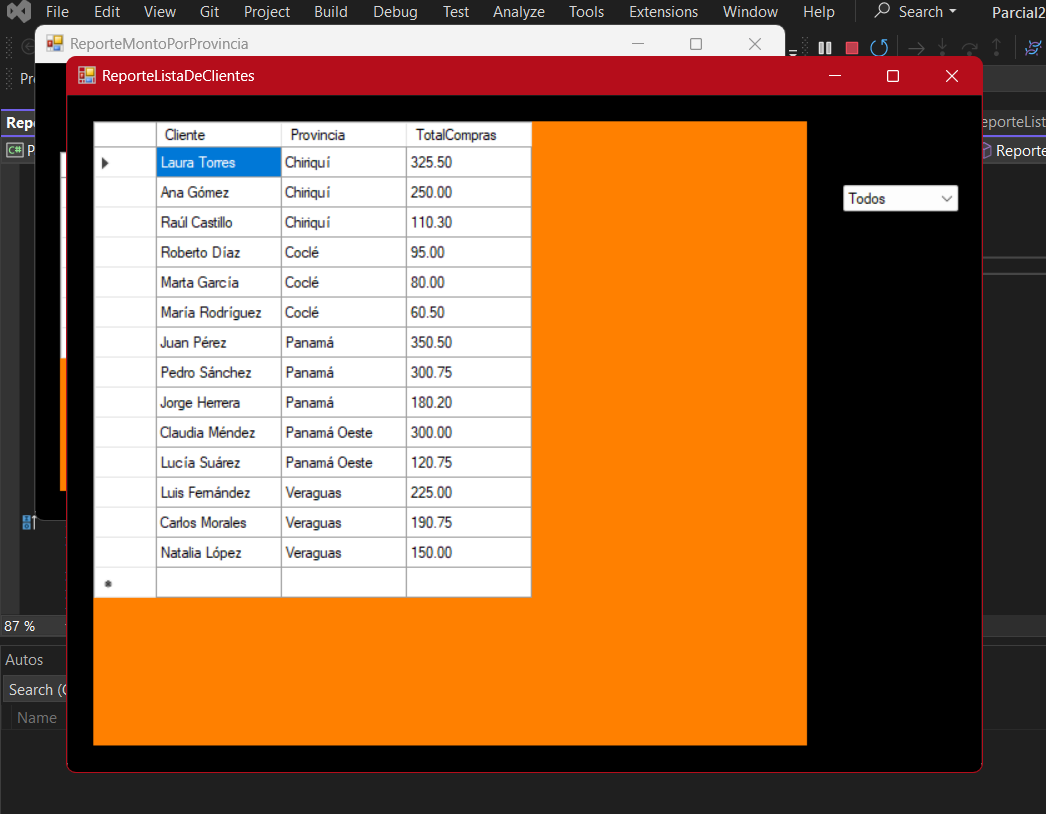 File Edit View Git Project Build Debug Test Analyze Tools Extensions Window Help Search Parcial2
ReporteMontoPorProvincia
Pr
ReporteListaDeClientes
Rep
eporteList
P
Reporte
Cliente Provincia TotalCompras
Laura Torres Chiriquí 325.50
Todos
Ana Gómez Chiriquí 250.00
Raúl Castillo Chiriquí 110.30
Roberto Díaz Coclé 95.00
Marta García Coclé 80.00
María Rodríguez Coclé 60.50
Juan Pérez Panamá 350.50
Pedro Sánchez Panamá 300.75
Jorge Herrera Panamá 180.20
Claudia Méndez Panamá Oeste 300.00
Lucía Suárez Panamá Oeste 120.75
Luis Fernández Veraguas 225.00
Carlos Morales Veraguas 190.75
Natalia López Veraguas 150.00
87 %
Autos
Search (C
Name